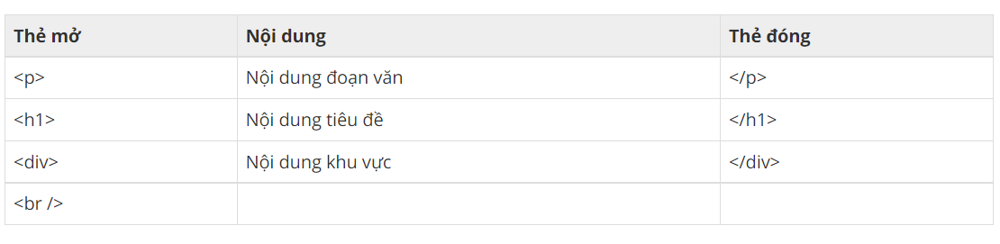 Thẻ mở Nội dung Thẻ đóng
<p> Nội dung đoạn văn </p>
<h1> Nội dung tiêu đề </h1>
<div> Nội dung khu vực </div>
<br />